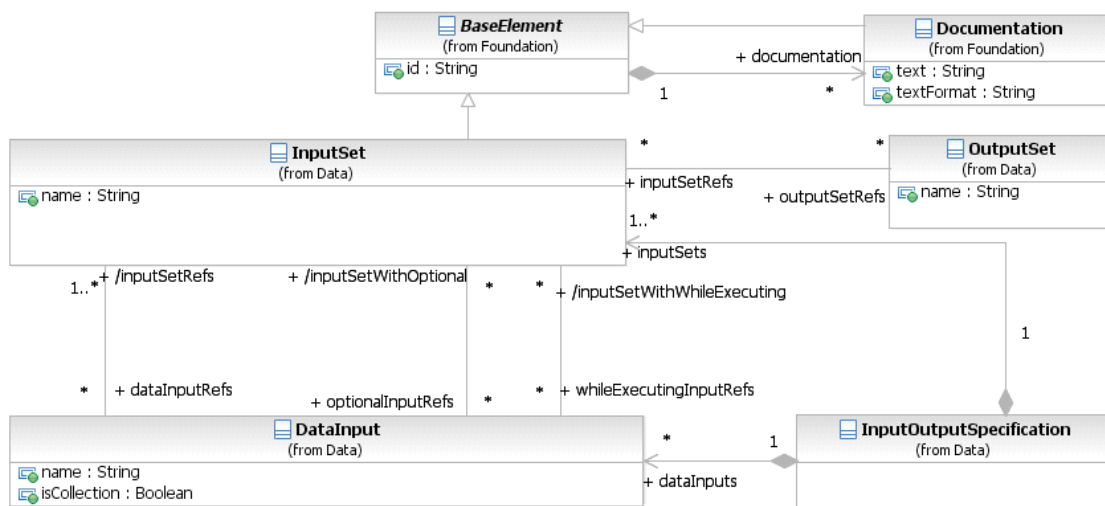 BaseElement
(from Foundation)
id : String
Documentation
(from Foundation)
text : String
textFormat : String
+ documentation
1
*
InputSet
(from Data)
name : String
*
*
+ inputSetRefs
+ outputSetRefs
OutputSet
(from Data)
name : String
1..*
+ inputSets
+ /inputSetRefs
1..*
+ /inputSetWithOptional
*
*
+ /inputSetWithWhileExecuting
1
*
+ dataInputRefs
+ optionalInputRefs
*
*
+ whileExecutingInputRefs
DataInput
(from Data)
name : String
isCollection : Boolean
*
1
+ dataInputs
InputOutputSpecification
(from Data)